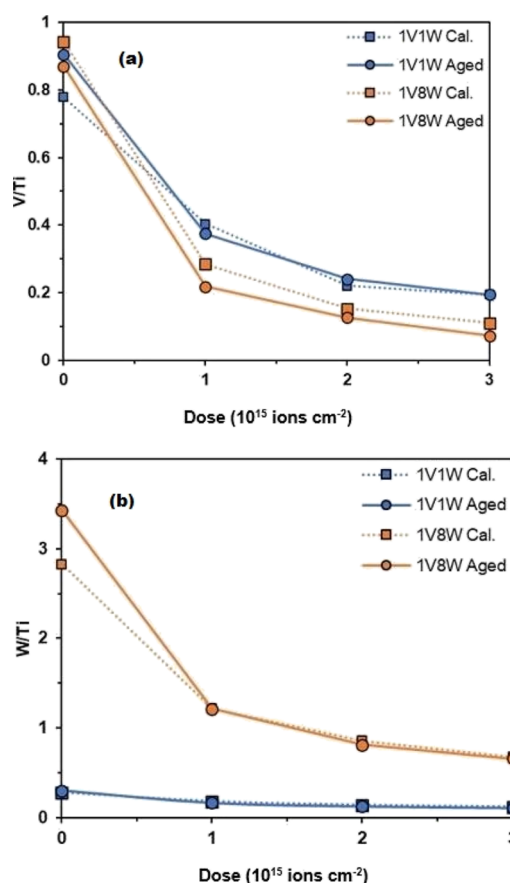 1
0.8
0.6
0.4
0.2
0
V/Ti
(a)
1V1W Cal.
1V1W Aged
1V8W Cal.
1V8W Aged
0 1 2 3
Dose (10¹⁵ ions cm⁻²)
4
3
2
1
0
W/Ti
(b)
1V1W Cal.
1V1W Aged
1V8W Cal.
1V8W Aged
0 1 2 3
Dose (10¹⁵ ions cm⁻²)